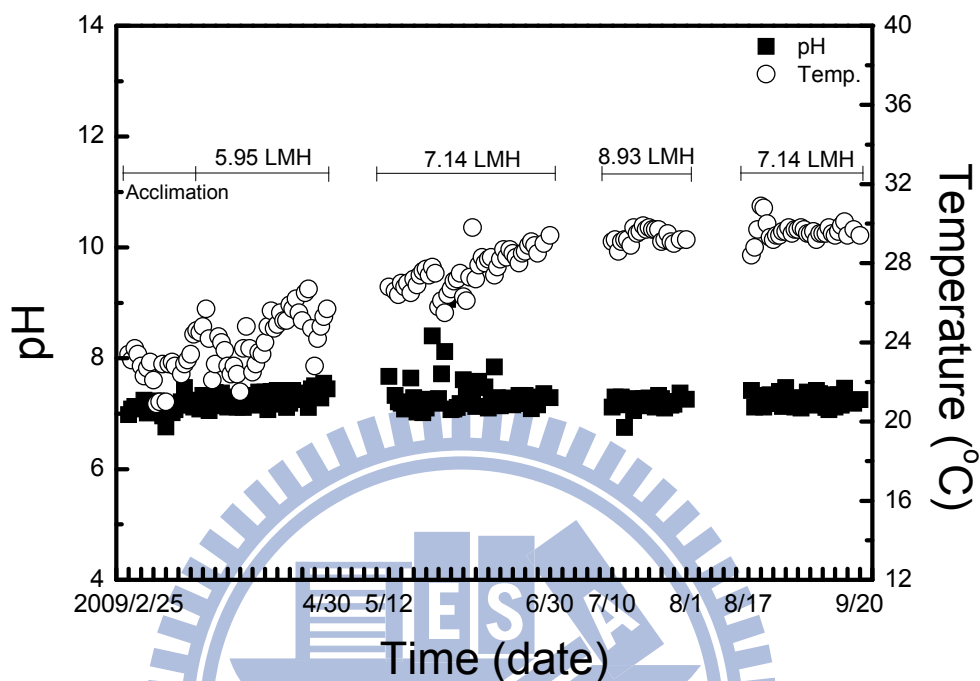 14
12
10
8
6
4
pH
40
36
32
28
24
20
16
12
Temperature (°C)
pH
Temp.
5.95 LMH
7.14 LMH
8.93 LMH
7.14 LMH
Acclimation
2009/2/25
4/30
5/12
6/30
7/10
8/1
8/17
9/20
Time (date)
E
S
A